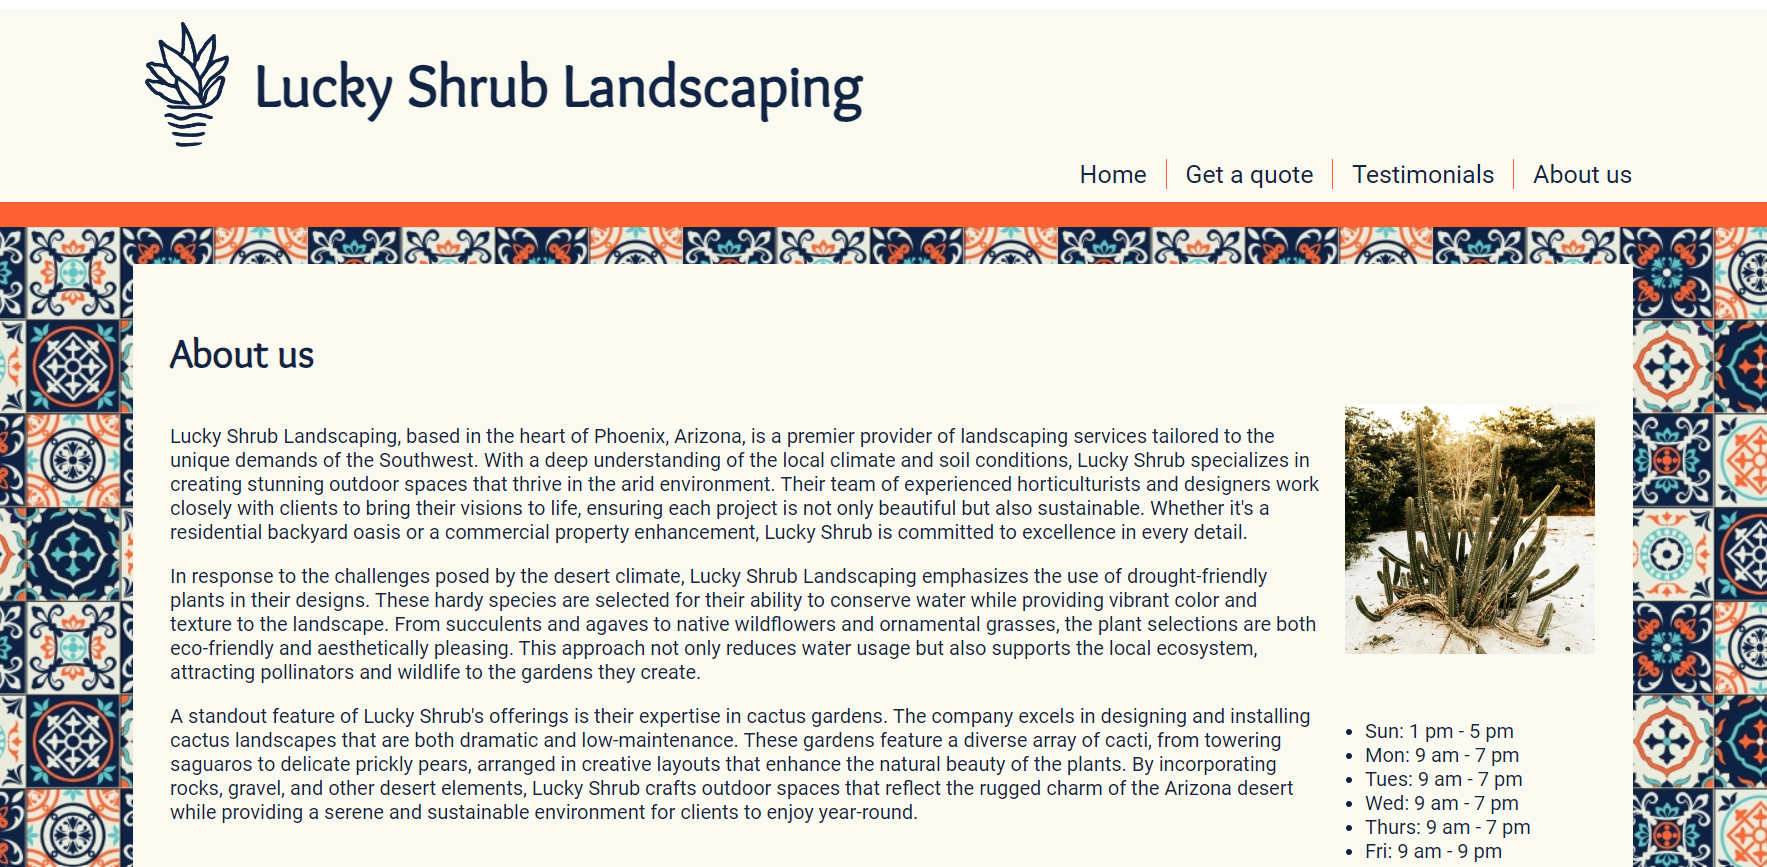 Lucky Shrub Landscaping
Home
Get a quote
Testimonials
About us
About us
Lucky Shrub Landscaping, based in the heart of Phoenix, Arizona, is a premier provider of landscaping services tailored to the
unique demands of the Southwest. With a deep understanding of the local climate and soil conditions, Lucky Shrub specializes in
creating stunning outdoor spaces that thrive in the arid environment. Their team of experienced horticulturists and designers work
closely with clients to bring their visions to life, ensuring each project is not only beautiful but also sustainable. Whether it's a
residential backyard oasis or a commercial property enhancement, Lucky Shrub is committed to excellence in every detail.
In response to the challenges posed by the desert climate, Lucky Shrub Landscaping emphasizes the use of drought-friendly
plants in their designs. These hardy species are selected for their ability to conserve water while providing vibrant color and
texture to the landscape. From succulents and agaves to native wildflowers and ornamental grasses, the plant selections are both
eco-friendly and aesthetically pleasing. This approach not only reduces water usage but also supports the local ecosystem,
attracting pollinators and wildlife to the gardens they create.
A standout feature of Lucky Shrub's offerings is their expertise in cactus gardens. The company excels in designing and installing
cactus landscapes that are both dramatic and low-maintenance. These gardens feature a diverse array of cacti, from towering
saguaros to delicate prickly pears, arranged in creative layouts that enhance the natural beauty of the plants. By incorporating
rocks, gravel, and other desert elements, Lucky Shrub crafts outdoor spaces that reflect the rugged charm of the Arizona desert
while providing a serene and sustainable environment for clients to enjoy year-round.
• Sun: 1 pm - 5 pm
• Mon: 9 am - 7 pm
• Tues: 9 am - 7 pm
• Wed: 9 am - 7 pm
• Thurs: 9 am - 7 pm
• Fri: 9 am - 9 pm